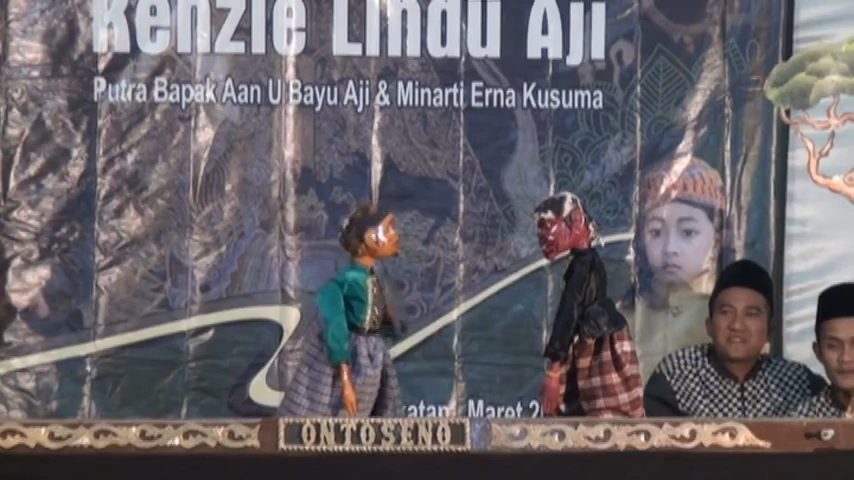 Kenzie Lindu Aji
Putra Bapak Aan U Bayu Aji & Minarti Erna Kusuma
Maret
ONTOSENO